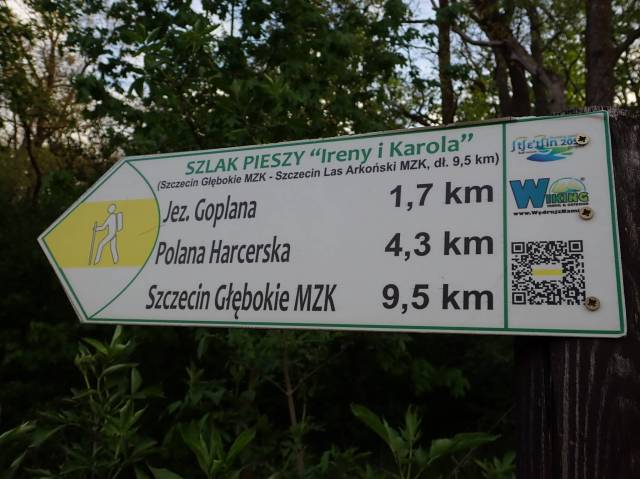 SZLAK PIESZY “Ireny i Karola”
(Szczecin Głębokie MZK - Szczecin Las Arkoński MZK, dł. 9,5 km)
Jez. Goplana 1,7 km
Polana Harcerska 4,3 km
Szczecin Głębokie MZK 9,5 km
WIKING